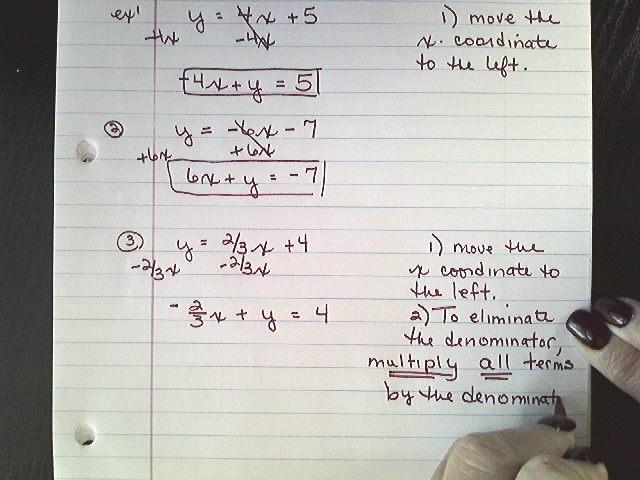 ex' y = 4x + 5
-4x -4x
-4x + y = 5
1) move the
x. coordinate
to the left.
② y = -6x - 7
+6x +6x
6x + y = -7
③ y = 2/3x + 4
-2/3x -2/3x
- 2/3 x + y = 4
1) move the
x coordinate to
the left.
2) To eliminate
the denominator,
multiply all terms
by the denominat